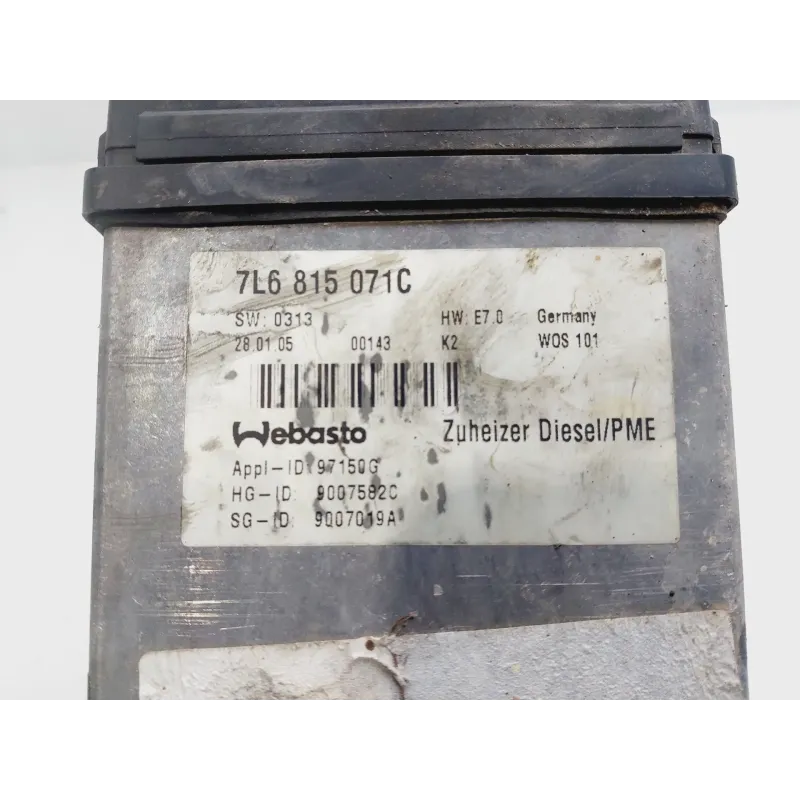 7L6 815 071C
SW: 0313 HW: E7.0 Germany
28.01.05 00143 K2 WOS 101
Webasto Zuheizer Diesel/PME
Appl-ID: 97150G
HG-ID: 9007582C
SG-ID: 9007019A